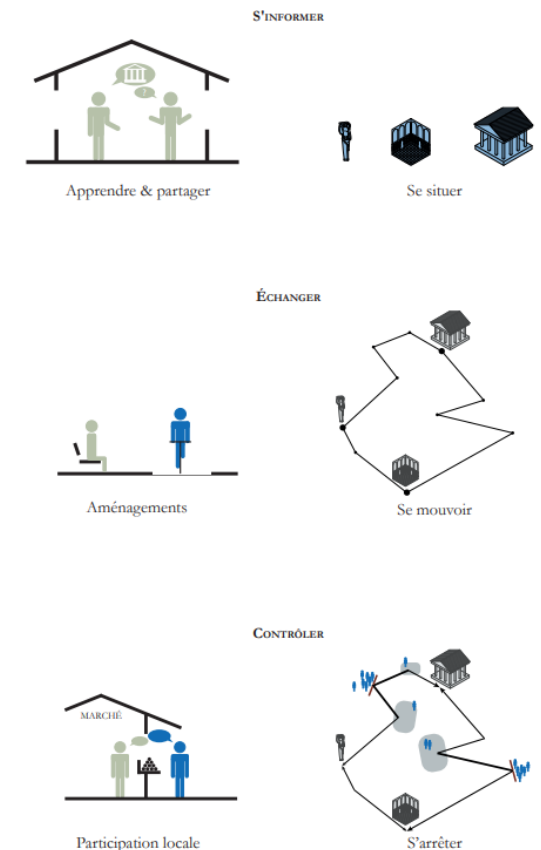 S'INFORMER
?
Apprendre & partager
Se situer
ÉCHANGER
Aménagements
Se mouvoir
CONTRÔLER
MARCHÉ
Participation locale
S'arrêter